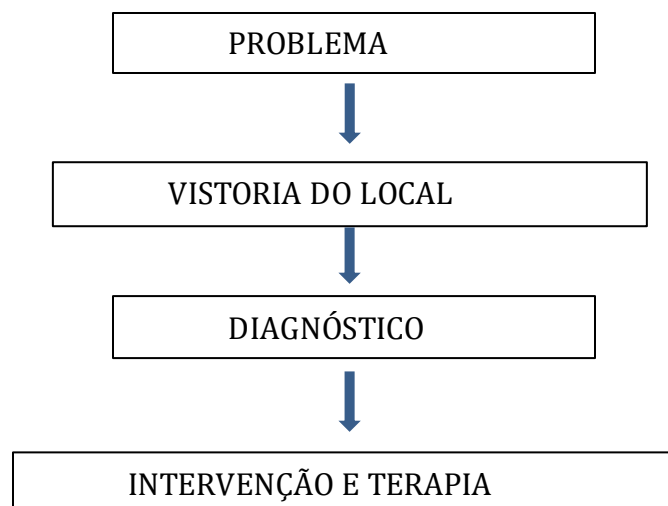 PROBLEMA
VISTORIA DO LOCAL
DIAGNÓSTICO
INTERVENÇÃO E TERAPIA